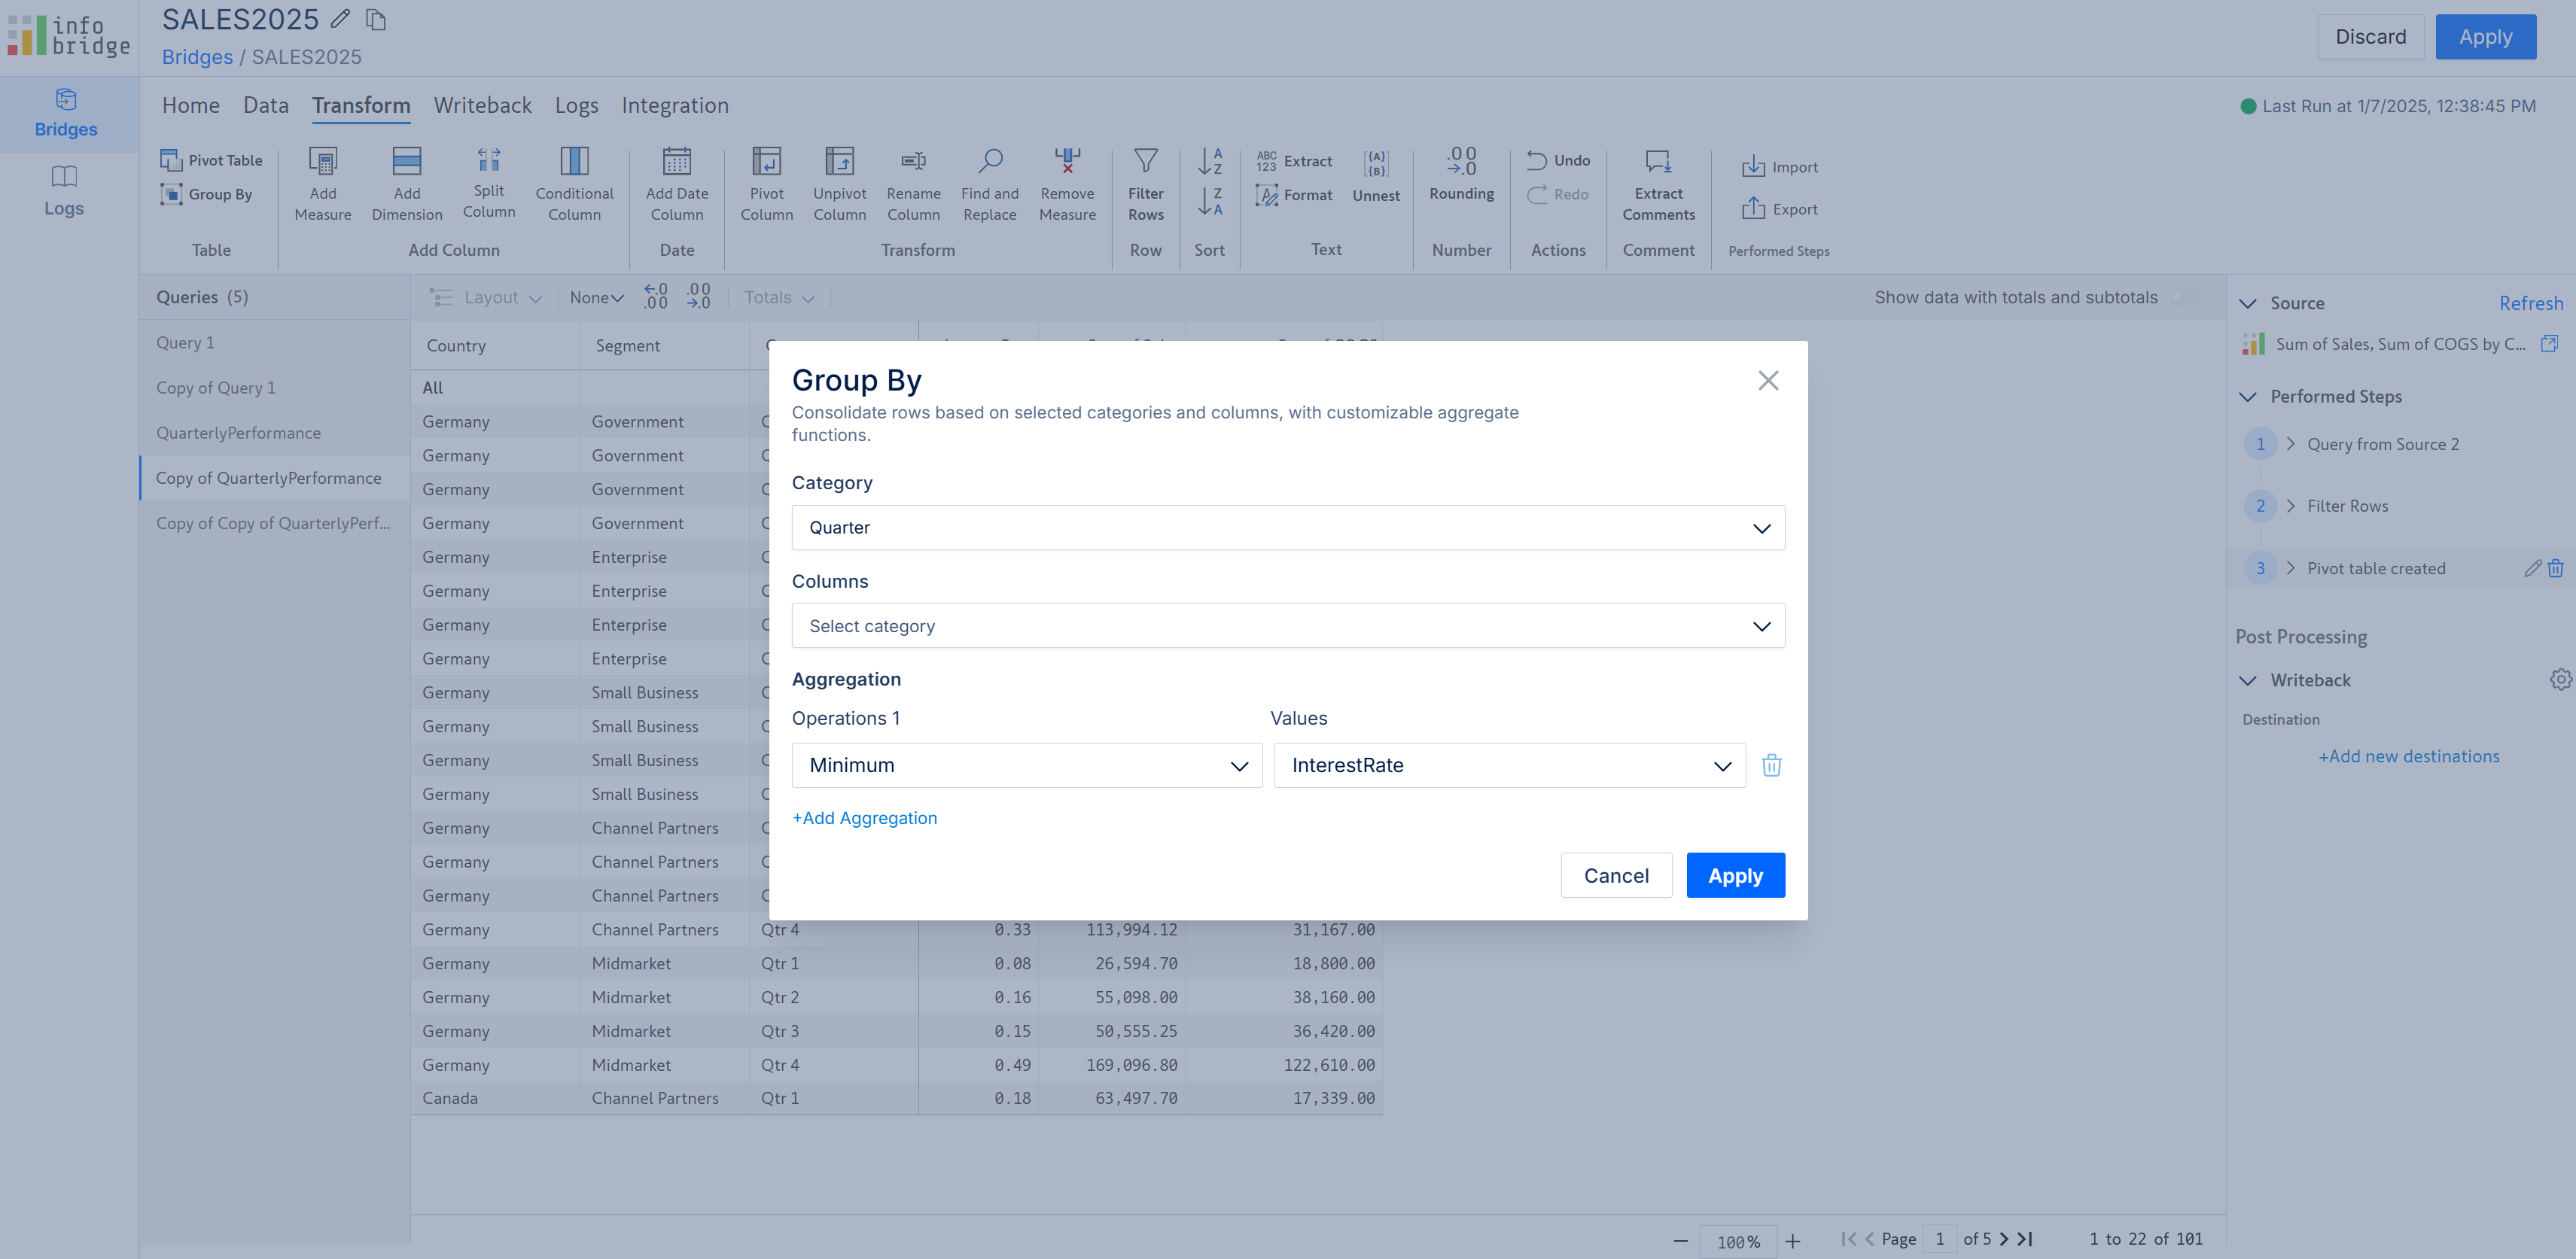 info
bridge
SALES2025
Bridges / SALES2025
Discard
Apply
Bridges
Logs
Home Data Transform Writeback Logs Integration
Last Run at 1/7/2025, 12:38:45 PM
Pivot Table
Group By
Table
Add Measure
Add Dimension
Split Column
Conditional Column
Add Column
Add Date Column
Date
Pivot Column
Unpivot Column
Rename Column
Find and Replace
Remove Measure
Transform
Filter Rows
Row
A Z
Z A
Sort
ABC 123 Extract
Format
{A} {B} Unnest
Text
.00 .0
Rounding
Number
Undo
Redo
Actions
Extract Comments
Comment
Import
Export
Performed Steps
Queries (5)
Query 1
Copy of Query 1
QuarterlyPerformance
Copy of QuarterlyPerformance
Copy of Copy of QuarterlyPerf...
Layout None .0 .00 .00 .0 Totals
Show data with totals and subtotals
Country Segment
All
Germany Government
Germany Government
Germany Government
Germany Government
Germany Enterprise
Germany Enterprise
Germany Enterprise
Germany Enterprise
Germany Small Business
Germany Small Business
Germany Small Business
Germany Small Business
Germany Channel Partners
Germany Channel Partners
Germany Channel Partners
Germany Channel Partners Qtr 4 0.33 113,994.12 31,167.00
Germany Midmarket Qtr 1 0.08 26,594.70 18,800.00
Germany Midmarket Qtr 2 0.16 55,098.00 38,160.00
Germany Midmarket Qtr 3 0.15 50,555.25 36,420.00
Germany Midmarket Qtr 4 0.49 169,096.80 122,610.00
Canada Channel Partners Qtr 1 0.18 63,497.70 17,339.00
Group By
Consolidate rows based on selected categories and columns, with customizable aggregate
functions.
Category
Quarter
Columns
Select category
Aggregation
Operations 1 Values
Minimum InterestRate
+Add Aggregation
Cancel Apply
Source Refresh
Sum of Sales, Sum of COGS by C...
Performed Steps
1 Query from Source 2
2 Filter Rows
3 Pivot table created
Post Processing
Writeback
Destination
+Add new destinations
100% Page 1 of 5 1 to 22 of 101